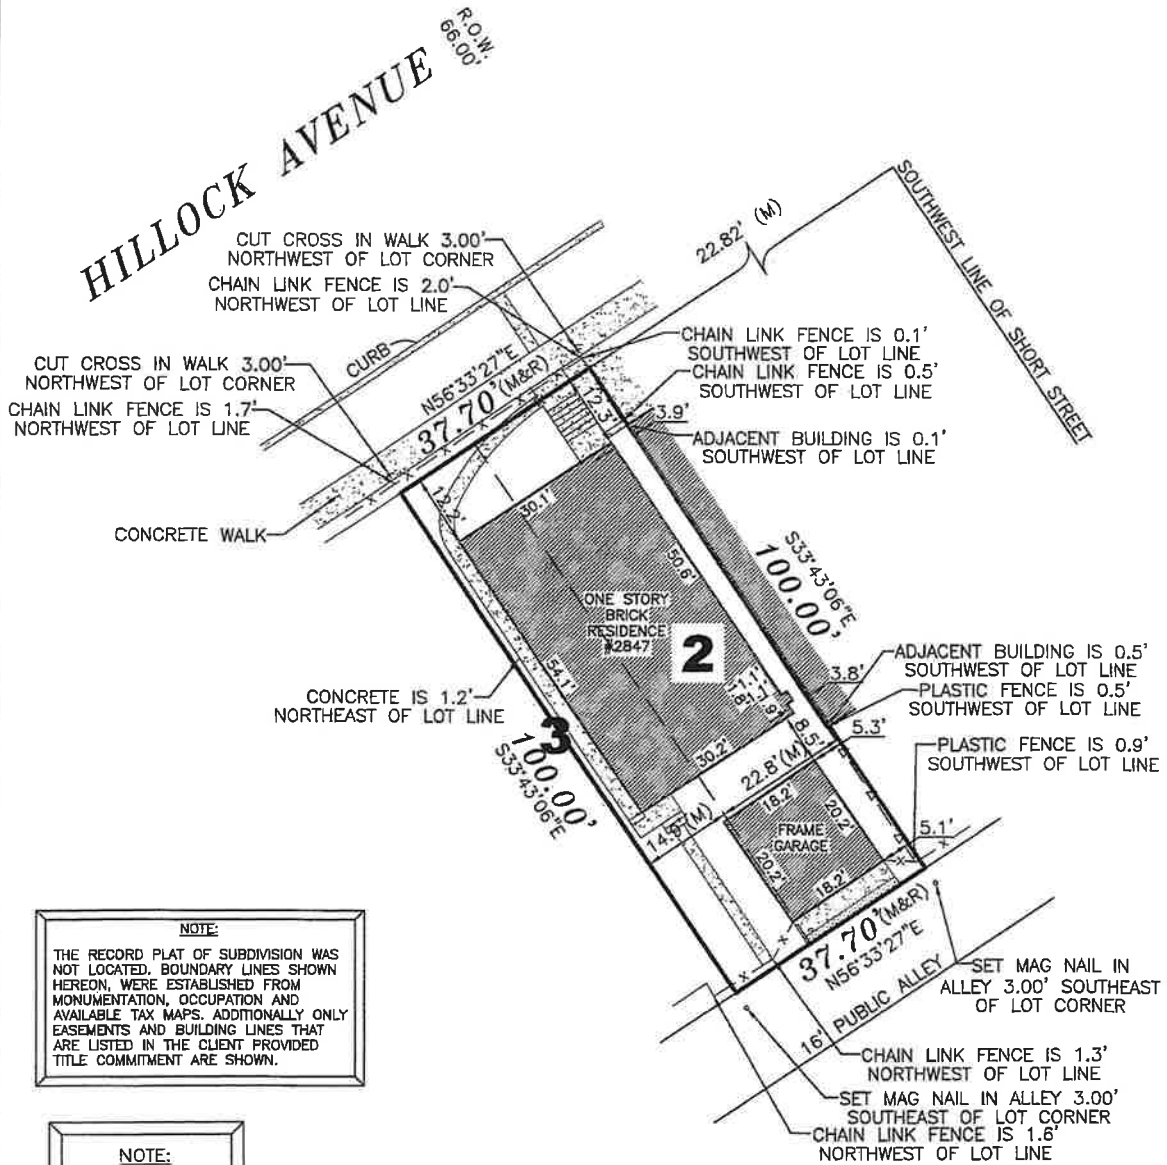 R.O.W.
66.00'
HILLOCK AVENUE
SOUTHWEST LINE OF SHORT STREET
22.82' (M)
CUT CROSS IN WALK 3.00'
NORTHWEST OF LOT CORNER
CHAIN LINK FENCE IS 2.0'
NORTHWEST OF LOT LINE
CURB
CUT CROSS IN WALK 3.00'
NORTHWEST OF LOT CORNER
CHAIN LINK FENCE IS 1.7'
NORTHWEST OF LOT LINE
CHAIN LINK FENCE IS 0.1'
SOUTHWEST OF LOT LINE
CHAIN LINK FENCE IS 0.5'
SOUTHWEST OF LOT LINE
N56°33'27"E
37.70'(M&R)
12.3'
3.9'
ADJACENT BUILDING IS 0.1'
SOUTHWEST OF LOT LINE
CONCRETE WALK
12.2'
30.1'
50.6'
S33°43'06"E
100.00'
ONE STORY
BRICK
RESIDENCE
#2847
2
ADJACENT BUILDING IS 0.5'
SOUTHWEST OF LOT LINE
PLASTIC FENCE IS 0.5'
SOUTHWEST OF LOT LINE
54.1'
1.1'
3.8'
CONCRETE IS 1.2'
NORTHEAST OF LOT LINE
3
100.00'
S33°43'06"E
30.2'
8.5'
5.3'
PLASTIC FENCE IS 0.9'
SOUTHWEST OF LOT LINE
22.8'(M)
14.9'(M)
18.2'
20.2'
FRAME
GARAGE
20.2'
18.2'
5.1'
37.70'(M&R)
N56°33'27"E
16' PUBLIC ALLEY
SET MAG NAIL IN
ALLEY 3.00' SOUTHEAST
OF LOT CORNER
NOTE:
THE RECORD PLAT OF SUBDIVISION WAS
NOT LOCATED. BOUNDARY LINES SHOWN
HEREON, WERE ESTABLISHED FROM
MONUMENTATION, OCCUPATION AND
AVAILABLE TAX MAPS. ADDITIONALLY ONLY
EASEMENTS AND BUILDING LINES THAT
ARE LISTED IN THE CLIENT PROVIDED
TITLE COMMITMENT ARE SHOWN.
CHAIN LINK FENCE IS 1.3'
NORTHWEST OF LOT LINE
SET MAG NAIL IN ALLEY 3.00'
SOUTHEAST OF LOT CORNER
CHAIN LINK FENCE IS 1.6'
NORTHWEST OF LOT LINE
NOTE: